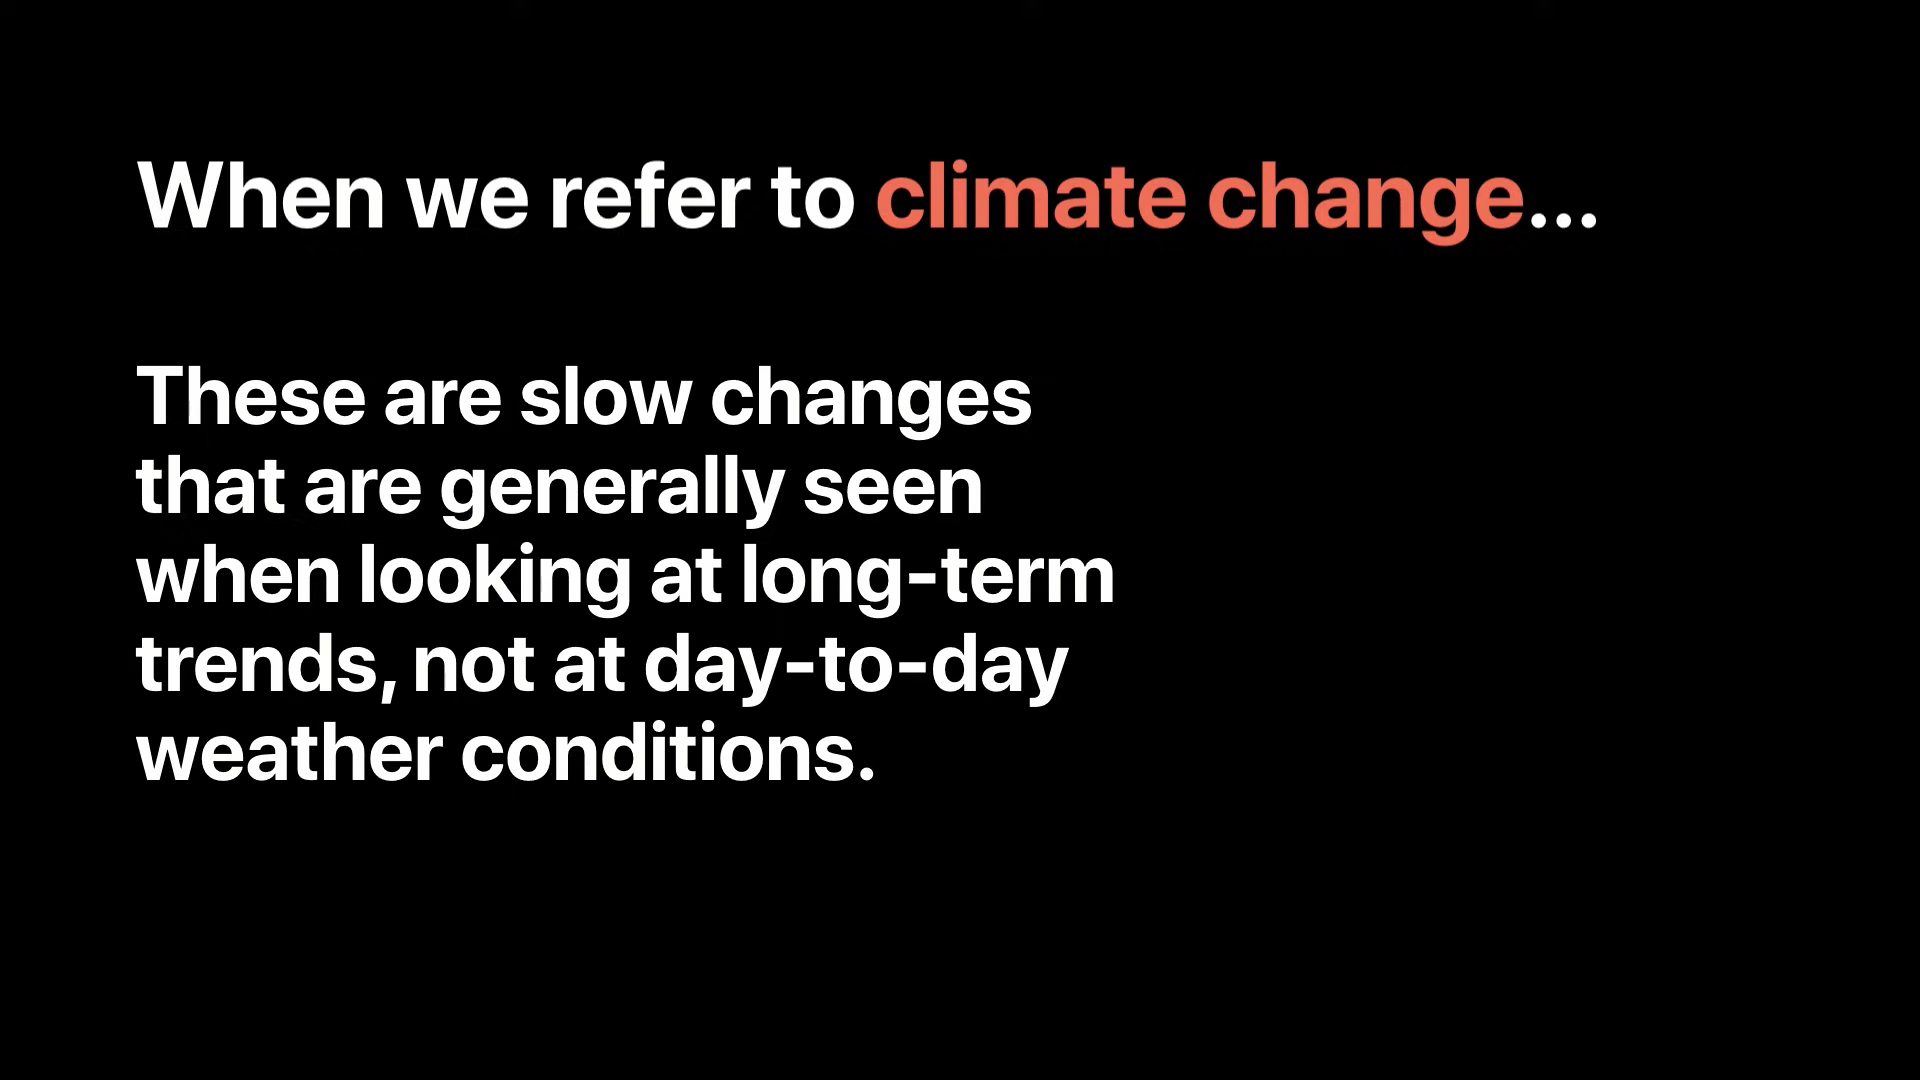 When we refer to climate change...
These are slow changes
that are generally seen
when looking at long-term
trends, not at day-to-day
weather conditions.